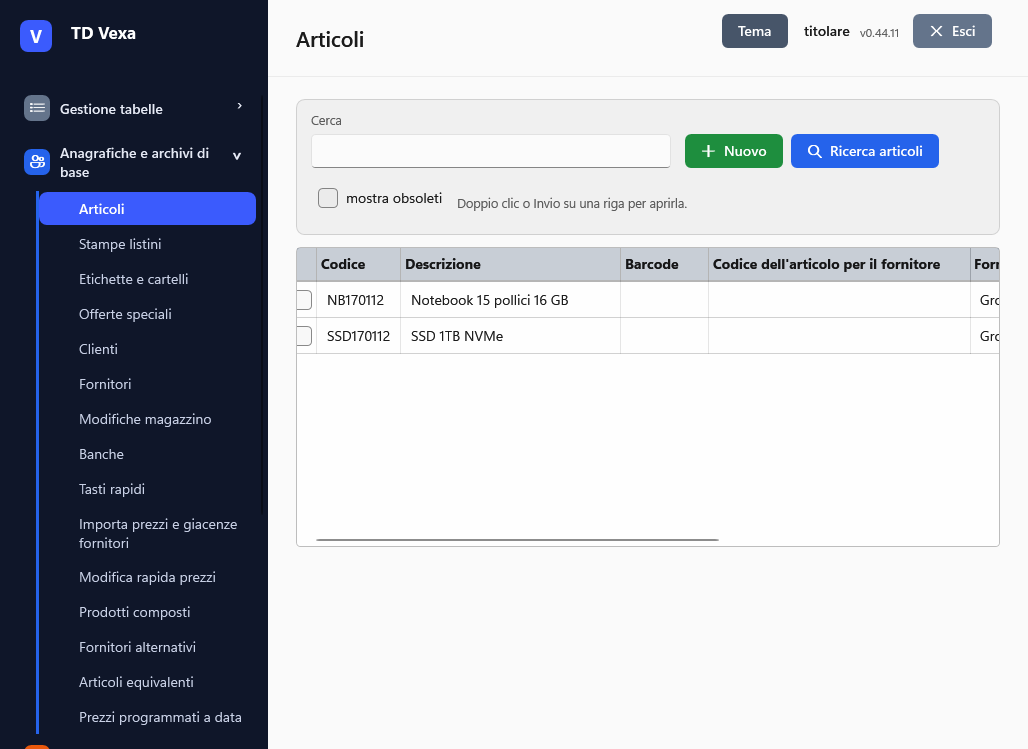 V
TD Vexa
Gestione tabelle
Anagrafiche e archivi di
base
Articoli
Stampe listini
Etichette e cartelli
Offerte speciali
Clienti
Fornitori
Modifiche magazzino
Banche
Tasti rapidi
Importa prezzi e giacenze
fornitori
Modifica rapida prezzi
Prodotti composti
Fornitori alternativi
Articoli equivalenti
Prezzi programmati a data
Articoli
Tema titolare v0.44.11 Esci
Cerca
Nuovo Ricerca articoli
mostra obsoleti Doppio clic o Invio su una riga per aprirla.
Codice Descrizione Barcode Codice dell'articolo per il fornitore
NB170112 Notebook 15 pollici 16 GB
SSD170112 SSD 1TB NVMe